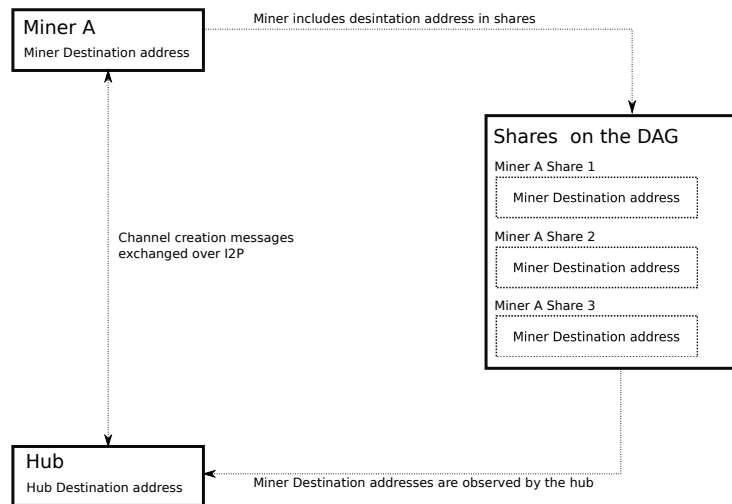 Miner A
Miner Destination address
Miner includes desintation address in shares
Shares on the DAG
Miner A Share 1
Miner Destination address
Miner A Share 2
Miner Destination address
Miner A Share 3
Miner Destination address
Channel creation messages
exchanged over I2P
Hub
Hub Destination address
Miner Destination addresses are observed by the hub